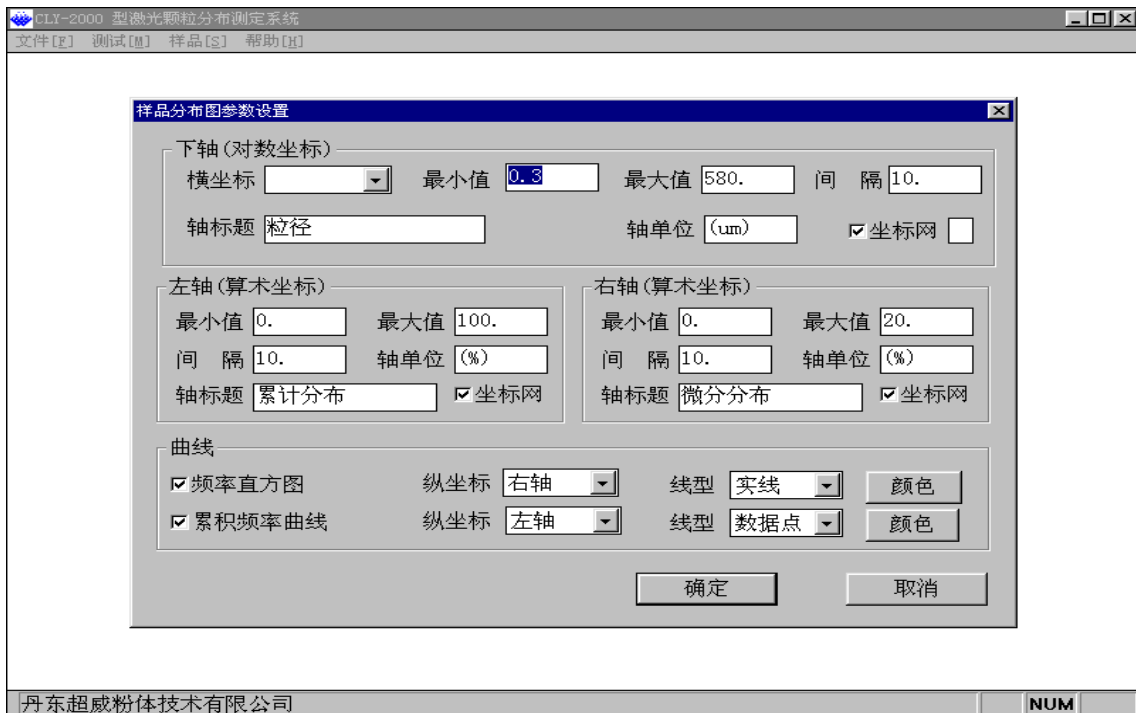 CLY-2000 型激光颗粒分布测定系统
文件[F] 测试[M] 样品[S] 帮助[H]
样品分布图参数设置
下轴(对数坐标)
横坐标 最小值 0.3 最大值 580. 间 隔 10.
轴标题 粒径 轴单位 (um) 坐标网
左轴(算术坐标) 右轴(算术坐标)
最小值 0. 最大值 100. 最小值 0. 最大值 20.
间 隔 10. 轴单位 (%) 间 隔 10. 轴单位 (%)
轴标题 累计分布 坐标网 轴标题 微分分布 坐标网
曲线
频率直方图 纵坐标 右轴 线型 实线 颜色
累积频率曲线 纵坐标 左轴 线型 数据点 颜色
确定 取消
丹东超威粉体技术有限公司 NUM